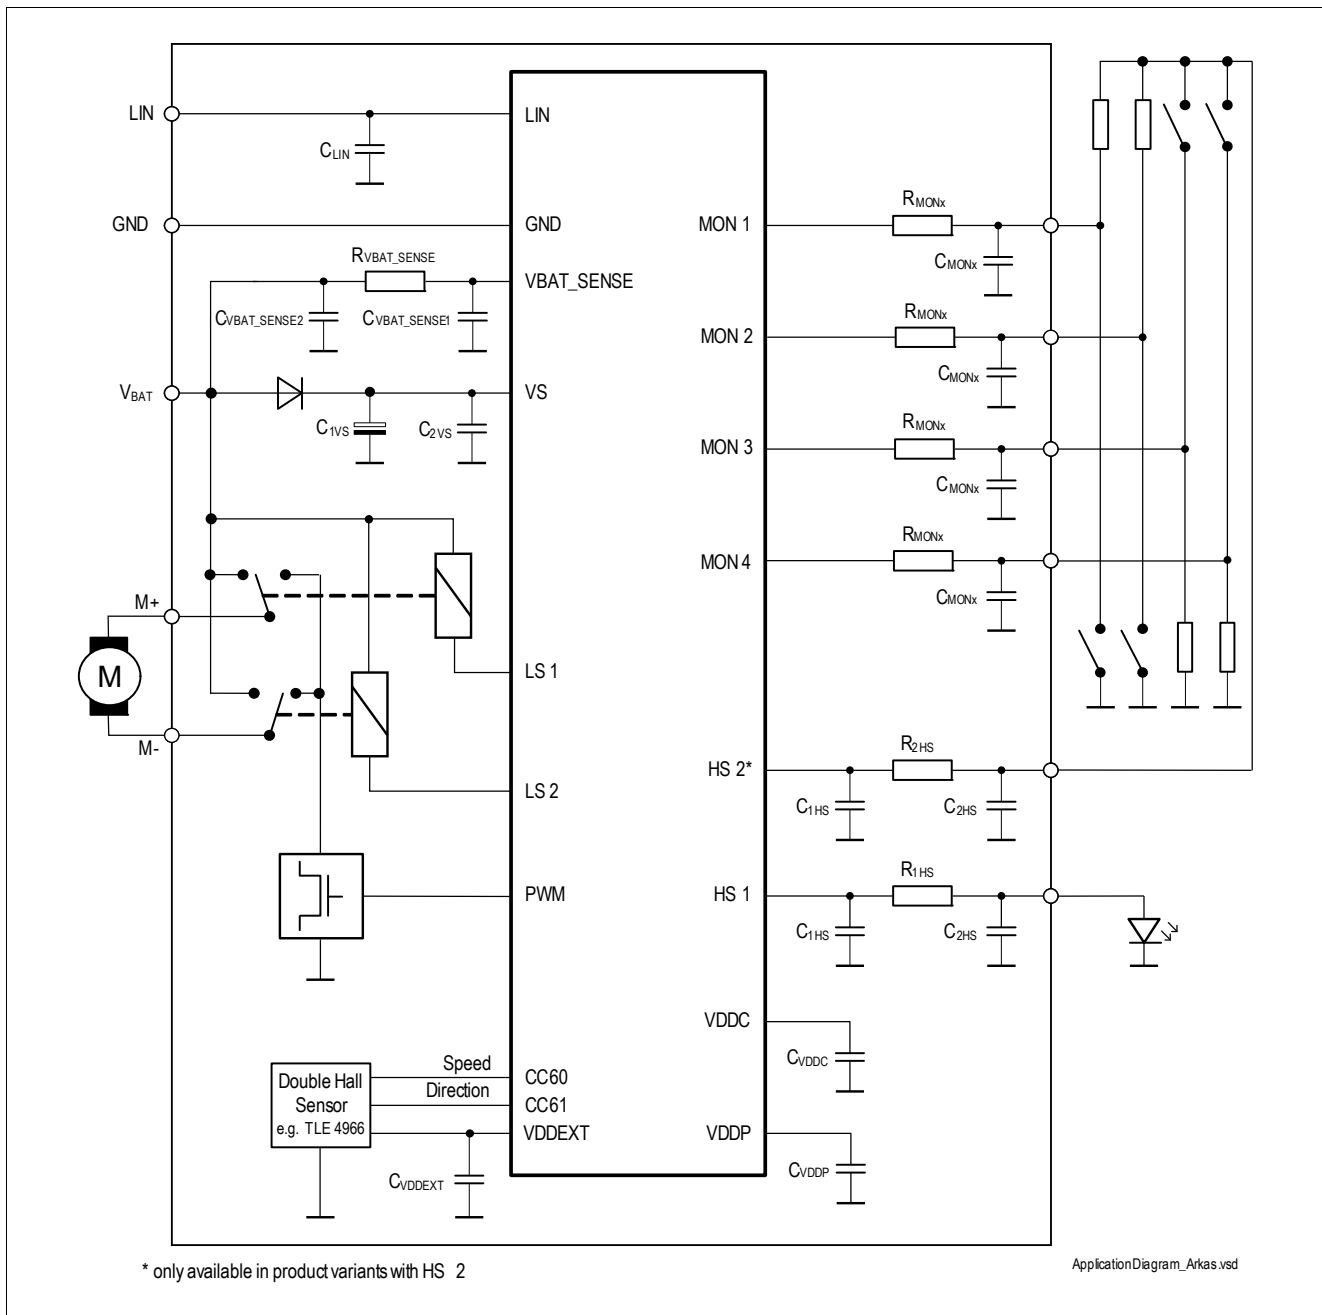 LIN
LIN
CLIN
GND
GND
MON 1
RMONx
CMONx
RVBAT_SENSE
VBAT_SENSE
CVBAT_SENSE2
CVBAT_SENSE1
MON 2
RMONx
CMONx
VBAT
VS
C1VS
C2VS
MON 3
RMONx
CMONx
MON 4
RMONx
CMONx
M+
M
M-
LS 1
LS 2
HS 2*
R2HS
C1HS
C2HS
PWM
HS 1
R1HS
C1HS
C2HS
VDDC
CVDDC
Double Hall
Sensor
e.g. TLE 4966
Speed
Direction
CC60
CC61
VDDEXT
CVDDEXT
VDDP
CVDDP
* only available in product variants with HS 2
ApplicationDiagram_Arkas.vsd